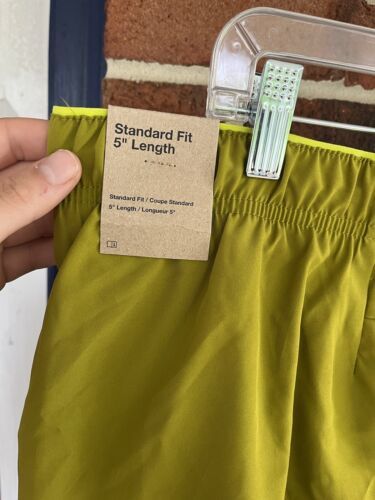 Standard Fit
5" Length
Standard Fit / Coupe Standard
5" Length / Longueur 5"